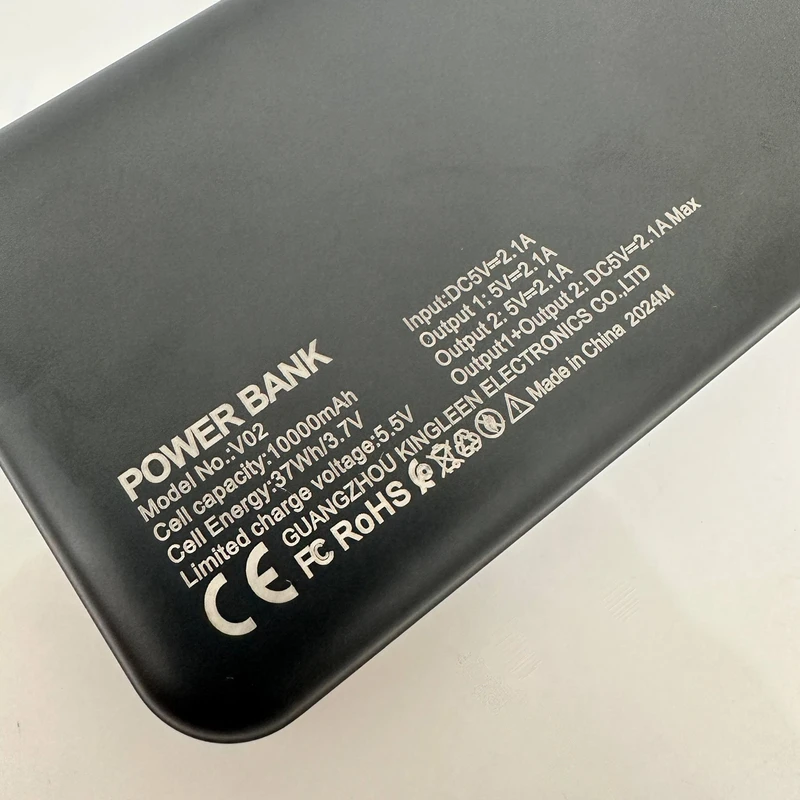 POWER BANK
Model No.:V02
Cell capacity:10000mAh
Cell Energy:37Wh/3.7V
Limited charge voltage:5.5V
Input:DC5V=2.1A
Output 1: 5V=2.1A
Output 2: 5V=2.1A
Output1+Output 2: DC5V=2.1A Max
GUANGZHOU KINGLEEN ELECTRONICS CO.,LTD
CE FC RoHS Made in China 2024M